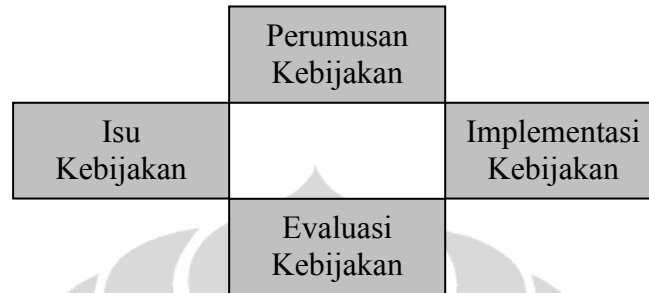 Perumusan
Kebijakan
Isu
Kebijakan
Implementasi
Kebijakan
Evaluasi
Kebijakan